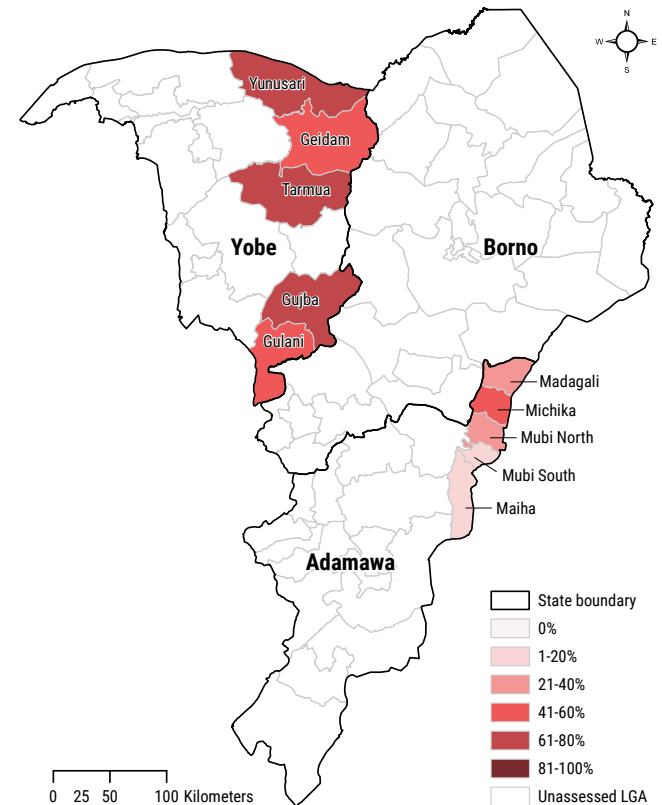 N
W E
S
Yunusari
Geidam
Tarmua
Yobe
Borno
Gujba
Gulani
Madagali
Michika
Mubi North
Mubi South
Maiha
Adamawa
State boundary
0%
1-20%
21-40%
41-60%
61-80%
81-100%
Unassessed LGA
0 25 50 100 Kilometers